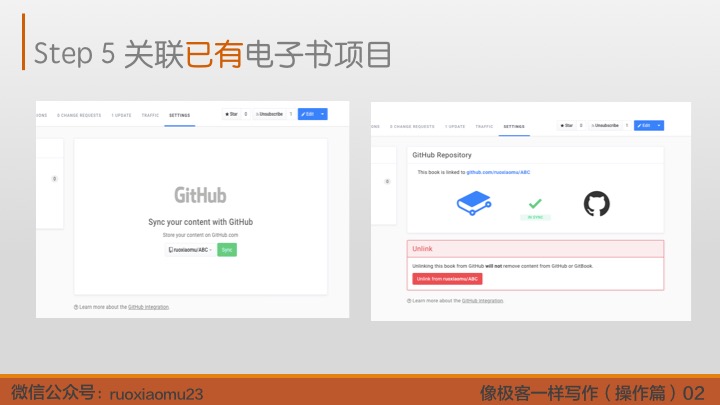 Step 5 关联已有电子书项目
0 CHANGE REQUESTS 1 UPDATE TRAFFIC SETTINGS Star 0 Unsubscribe 1 Edit
0
GitHub
Sync your content with GitHub
Store your content on GitHub.com
ruoxiaomu/ABC Sync
Learn more about the GitHub Integration.
0 CHANGE REQUESTS 1 UPDATE TRAFFIC SETTINGS Star 0 Unsubscribe 1 Edit
GitHub Repository
This book is linked to github.com/ruoxiaomu/ABC
0
IN SYNC
Unlink
Unlinking this book from GitHub will not remove content from GitHub or GitBook.
Unlink from ruoxiaomu/ABC
Learn more about the GitHub Integration.
微信公众号：ruoxiaomu23
像极客一样写作（操作篇）02